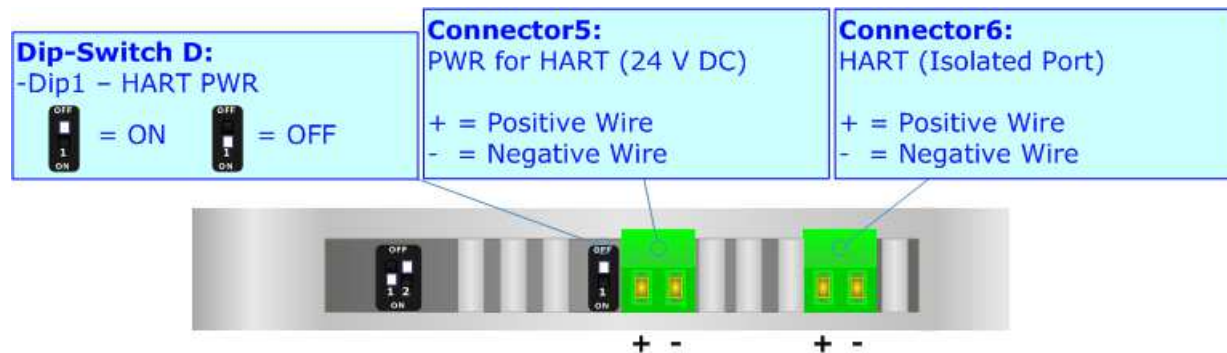 Dip-Switch D:
-Dip1 – HART PWR
OFF
1
ON
= ON
OFF
1
ON
= OFF
Connector5:
PWR for HART (24 V DC)
+ = Positive Wire
- = Negative Wire
Connector6:
HART (Isolated Port)
+ = Positive Wire
- = Negative Wire
OFF
1 2
ON
OFF
1
ON
+ -
+ -